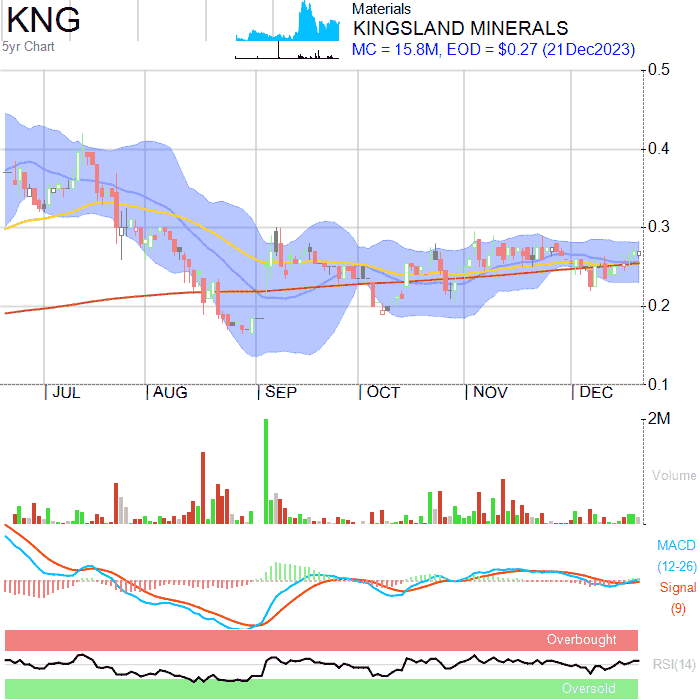 KNG
5yr Chart
Materials
KINGSLAND MINERALS
MC = 15.8M, EOD = $0.27 (21Dec2023)
0.5
0.4
0.3
0.2
0.1
JUL AUG SEP OCT NOV DEC
2M
Volume
MACD
(12-26)
Signal
(9)
Overbought
RSI(14)
Oversold